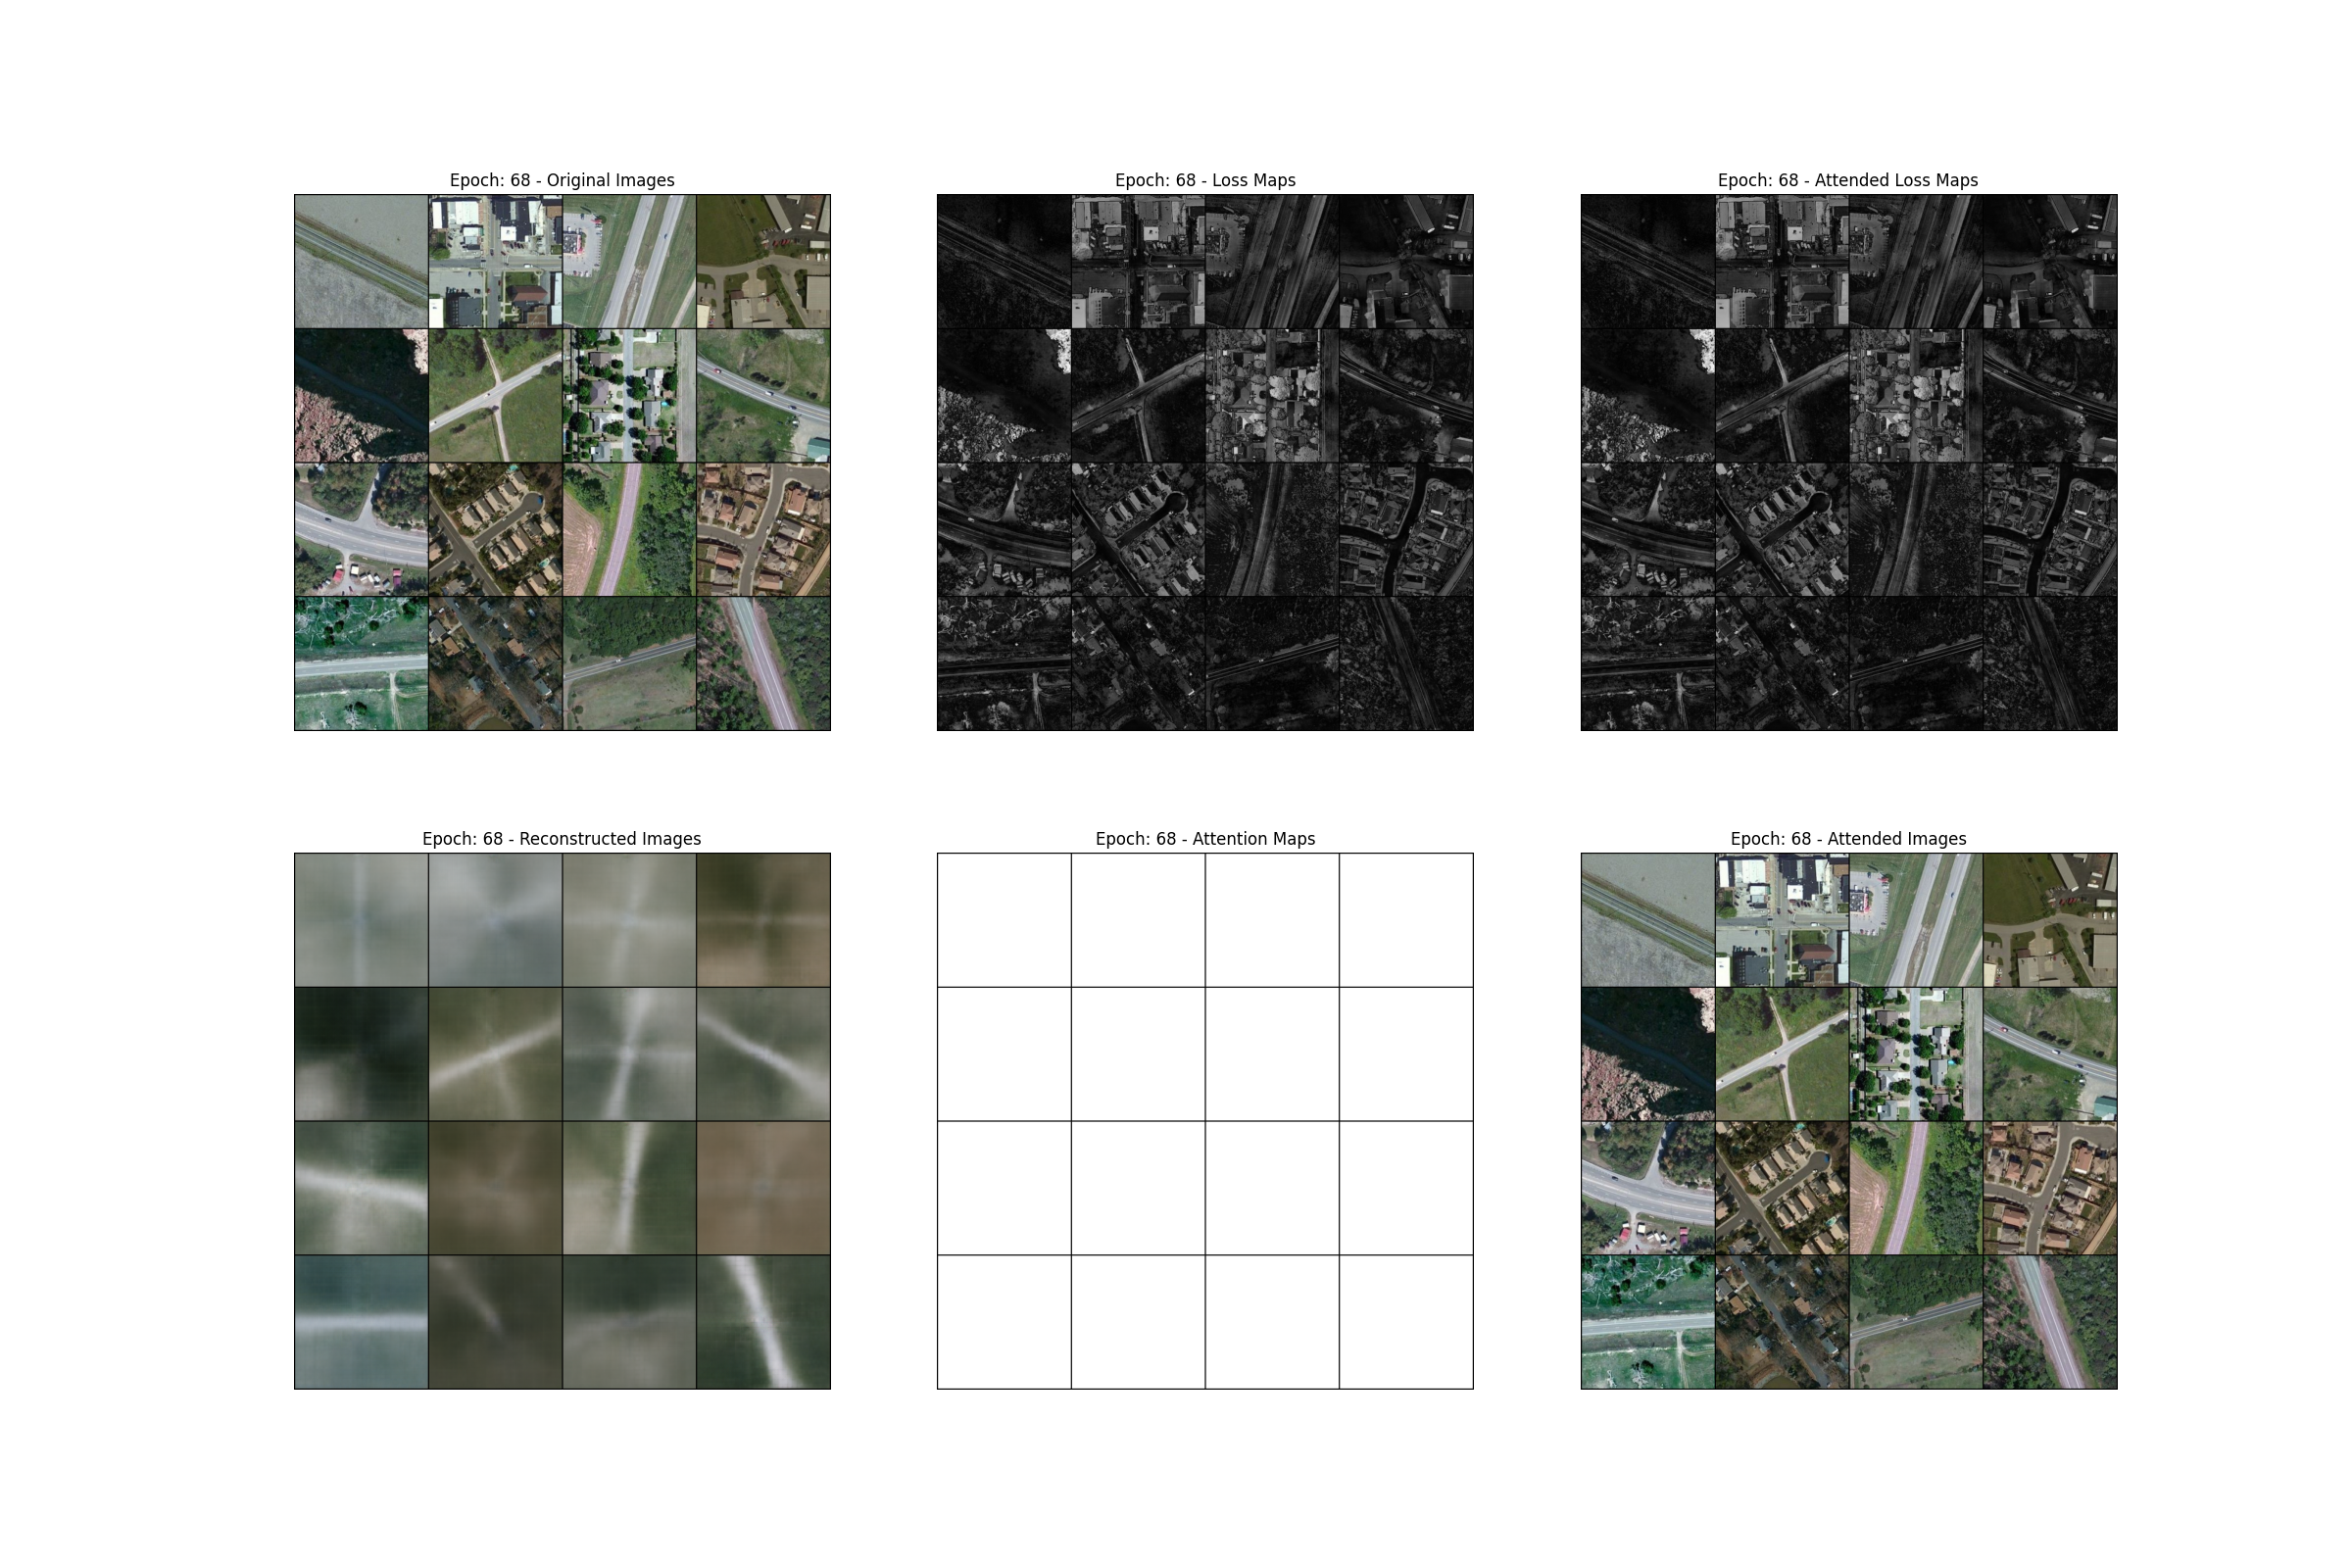 Epoch: 68 - Original Images
Epoch: 68 - Loss Maps
Epoch: 68 - Attended Loss Maps
Epoch: 68 - Reconstructed Images
Epoch: 68 - Attention Maps
Epoch: 68 - Attended Images